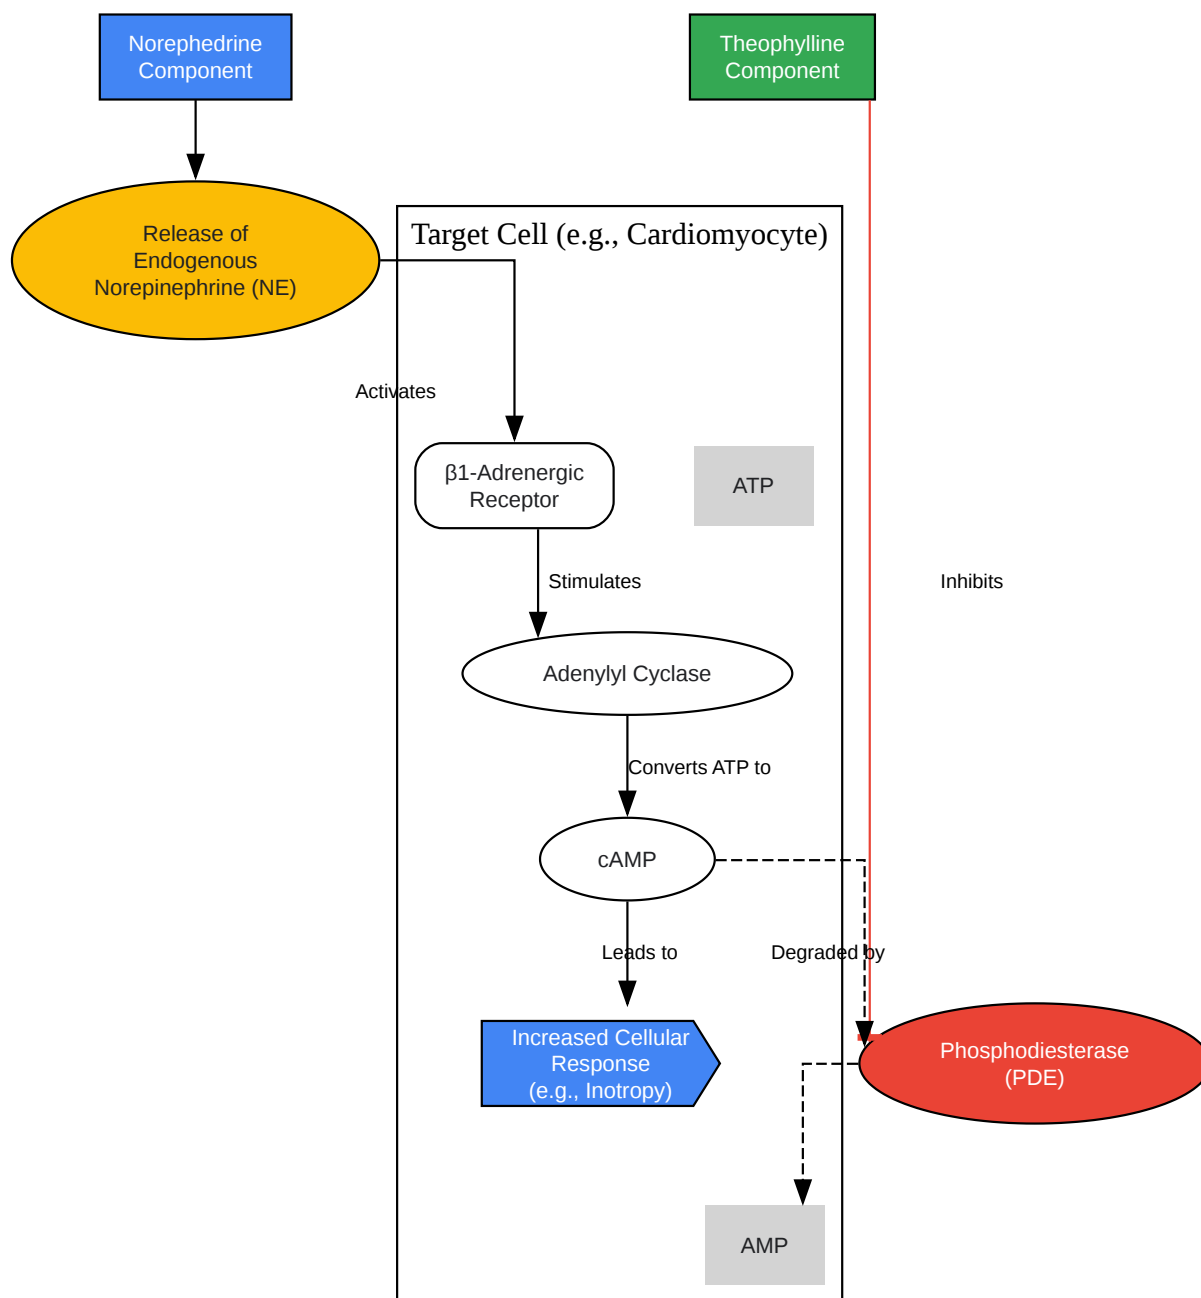 Norephedrine
Component
Theophylline
Component
Release of
Endogenous
Norepinephrine (NE)
Target Cell (e.g., Cardiomyocyte)
Activates
β1-Adrenergic
Receptor
ATP
Stimulates
Inhibits
Adenylyl Cyclase
Converts ATP to
cAMP
Leads to
Degraded by
Increased Cellular
Response
(e.g., Inotropy)
Phosphodiesterase
(PDE)
AMP